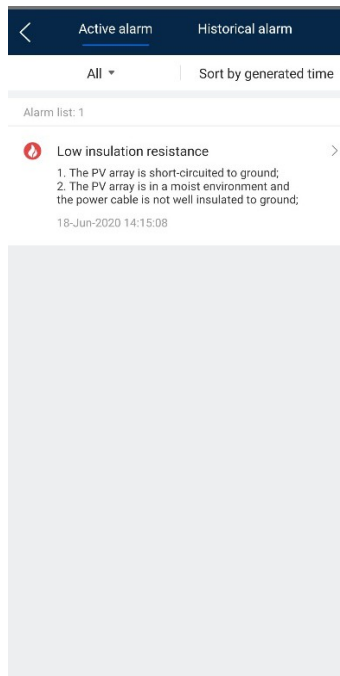 Active alarm
Historical alarm
All
Sort by generated time
Alarm list: 1
Low insulation resistance
1. The PV array is short-circuited to ground;
2. The PV array is in a moist environment and
the power cable is not well insulated to ground;
18-Jun-2020 14:15:08